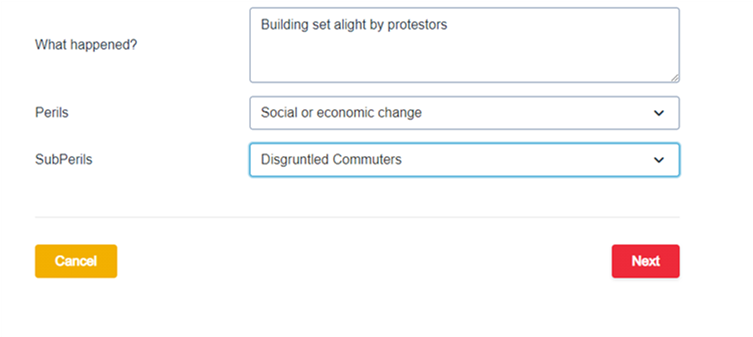 What happened?
Building set alight by protestors
Perils
Social or economic change
SubPerils
Disgruntled Commuters
Cancel
Next